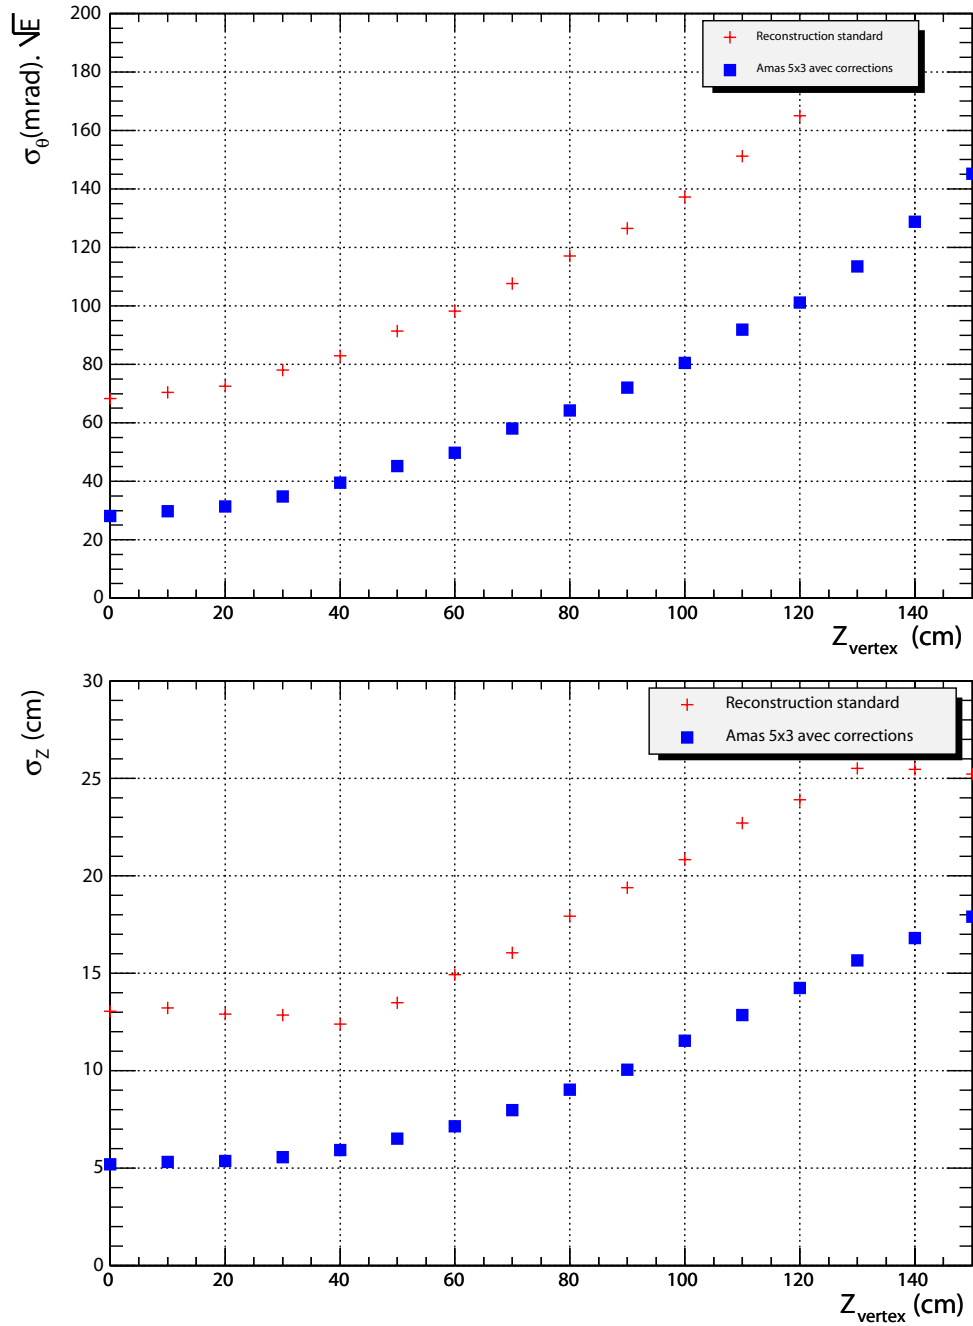 σθ(mrad). √E
200
180
160
140
120
100
80
60
40
20
0
Reconstruction standard
Amas 5x3 avec corrections
0 20 40 60 80 100 120 140
Zvertex (cm)
σZ (cm)
30
25
20
15
10
5
0
Reconstruction standard
Amas 5x3 avec corrections
0 20 40 60 80 100 120 140
Zvertex (cm)